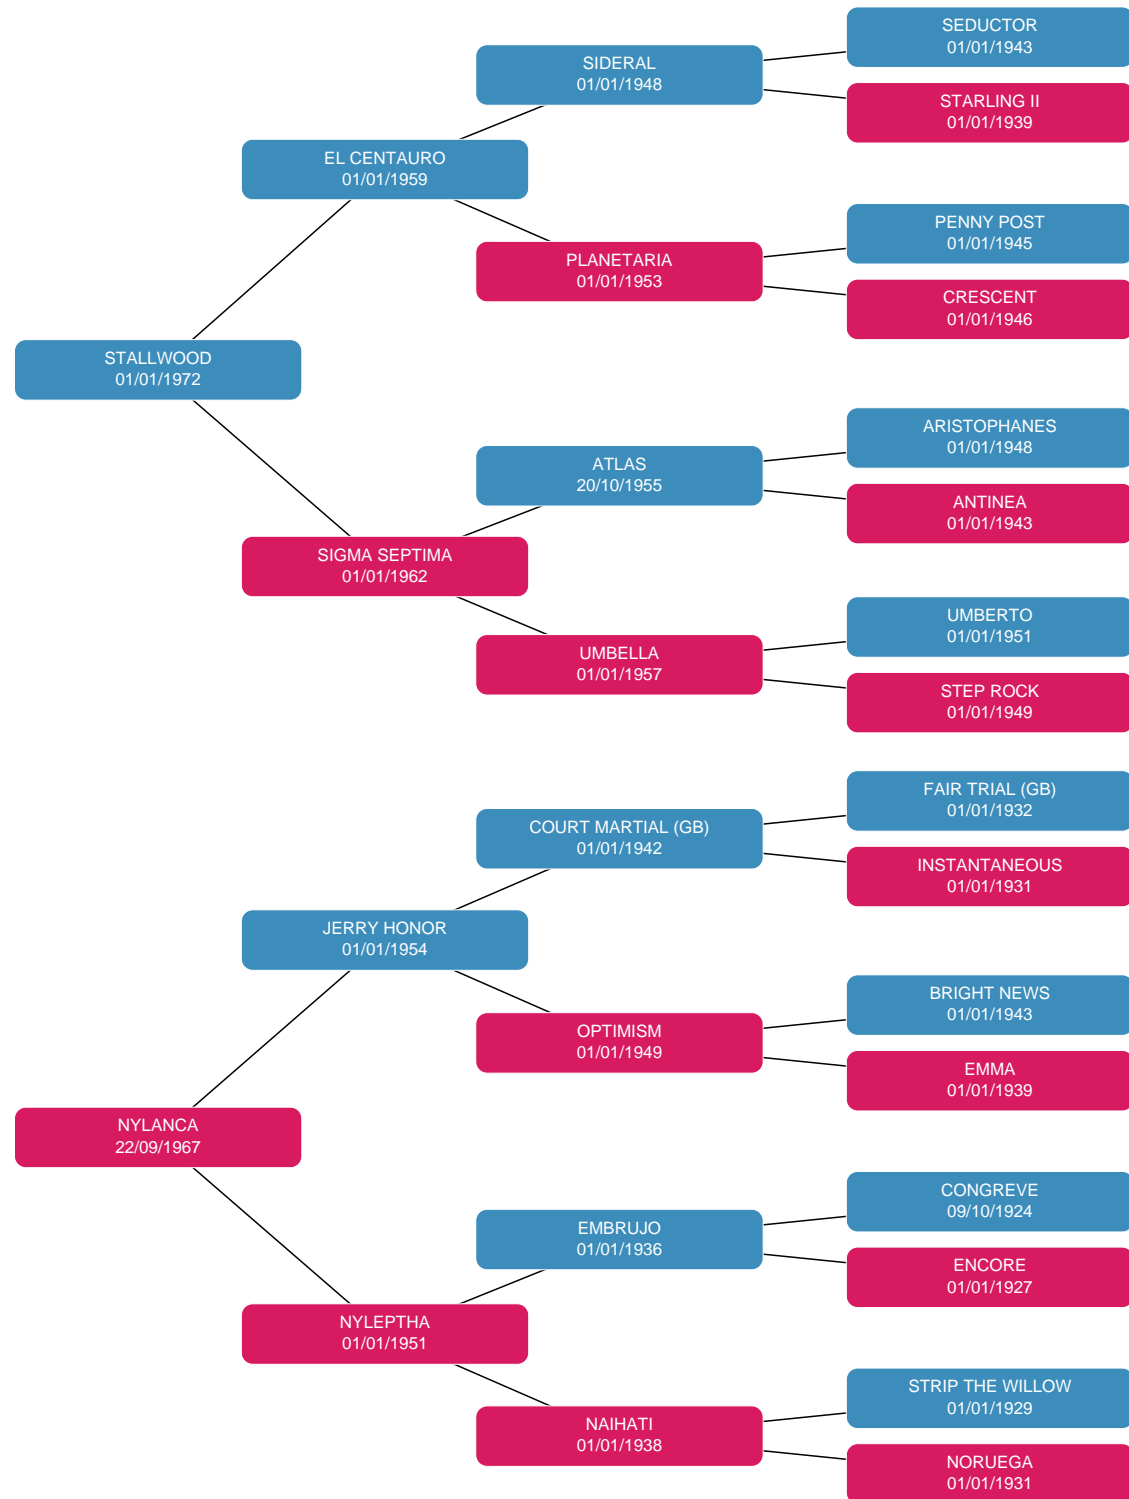 SEDUCTOR
01/01/1943
SIDERAL
01/01/1948
STARLING II
01/01/1939
EL CENTAURO
01/01/1959
PENNY POST
01/01/1945
PLANETARIA
01/01/1953
CRESCENT
01/01/1946
STALLWOOD
01/01/1972
ARISTOPHANES
01/01/1948
ATLAS
20/10/1955
ANTINEA
01/01/1943
SIGMA SEPTIMA
01/01/1962
UMBERTO
01/01/1951
UMBELLA
01/01/1957
STEP ROCK
01/01/1949
FAIR TRIAL (GB)
01/01/1932
COURT MARTIAL (GB)
01/01/1942
INSTANTANEOUS
01/01/1931
JERRY HONOR
01/01/1954
BRIGHT NEWS
01/01/1943
OPTIMISM
01/01/1949
EMMA
01/01/1939
NYLANCA
22/09/1967
CONGREVE
09/10/1924
EMBRUJO
01/01/1936
ENCORE
01/01/1927
NYLEPTHA
01/01/1951
STRIP THE WILLOW
01/01/1929
NAIHATI
01/01/1938
NORUEGA
01/01/1931